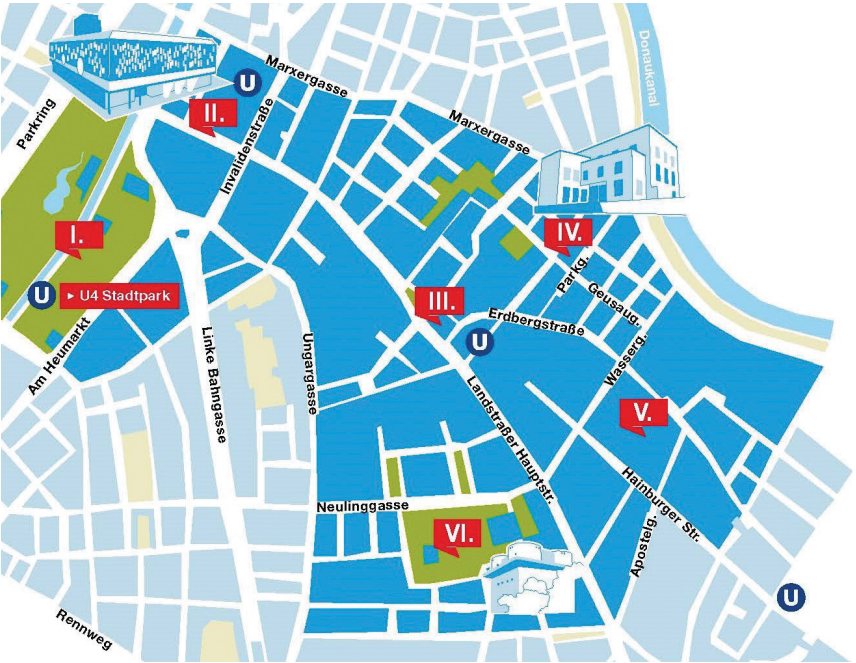 Donaukanal
Marxergasse
U
Parkring
II.
Invalidenstraße
Marxergasse
I.
IV.
Parkg.
U
▸ U4 Stadtpark
III.
Geusaug.
Erdbergstraße
Am Heumarkt
Linke Bahngasse
Ungargasse
U
Wasserg.
Landstraßer Hauptstr.
V.
Hainburger Str.
Neulinggasse
VI.
Apostelg.
U
Rennweg